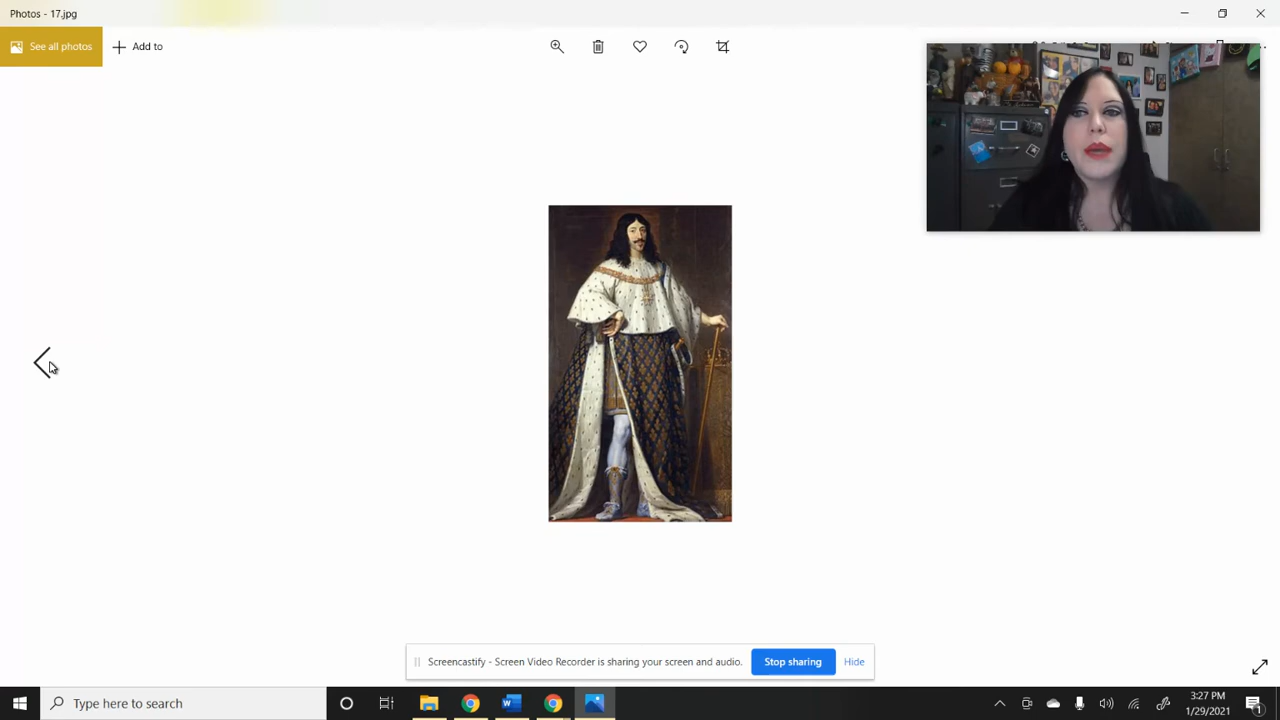 Photos - 17.jpg
See all photos
Add to
Screencastify - Screen Video Recorder is sharing your screen and audio.
Stop sharing
Hide
Type here to search
3:27 PM
1/29/2021
1